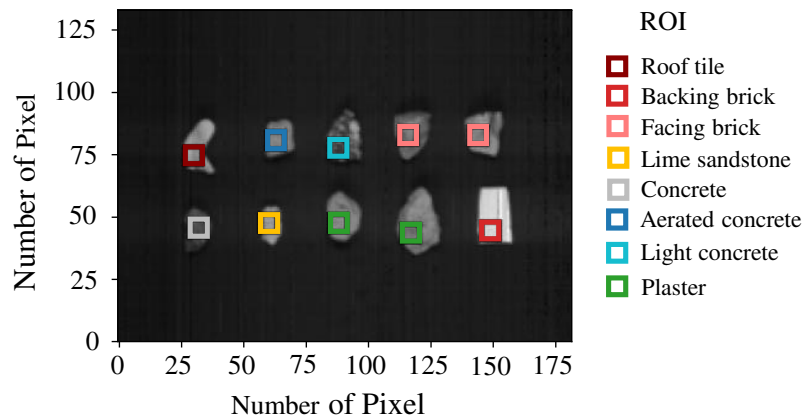 ROI
125
100
75
50
25
0
Number of Pixel
0 25 50 75 100 125 150 175
Number of Pixel
Roof tile
Backing brick
Facing brick
Lime sandstone
Concrete
Aerated concrete
Light concrete
Plaster